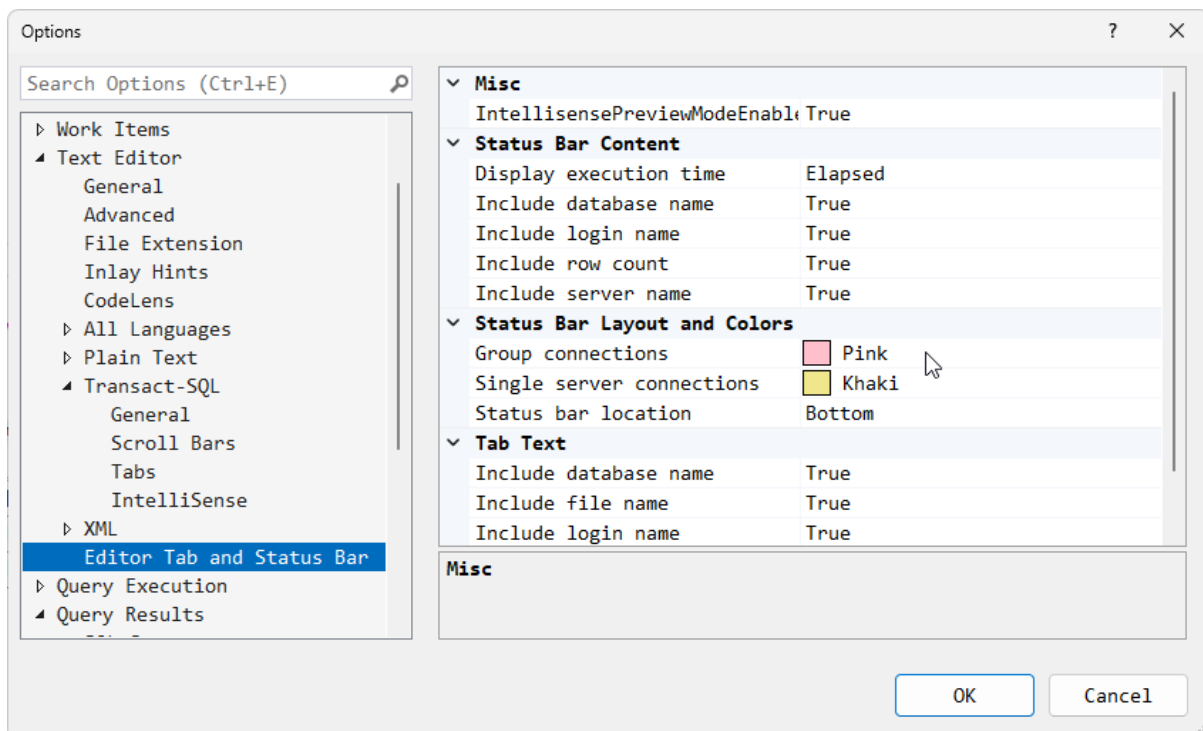 Options
?
Search Options (Ctrl+E)
Work Items
Text Editor
General
Advanced
File Extension
Inlay Hints
CodeLens
All Languages
Plain Text
Transact-SQL
General
Scroll Bars
Tabs
IntelliSense
XML
Editor Tab and Status Bar
Query Execution
Query Results
Misc
IntellisensePreviewModeEnable True
Status Bar Content
Display execution time Elapsed
Include database name True
Include login name True
Include row count True
Include server name True
Status Bar Layout and Colors
Group connections Pink
Single server connections Khaki
Status bar location Bottom
Tab Text
Include database name True
Include file name True
Include login name True
Misc
OK Cancel